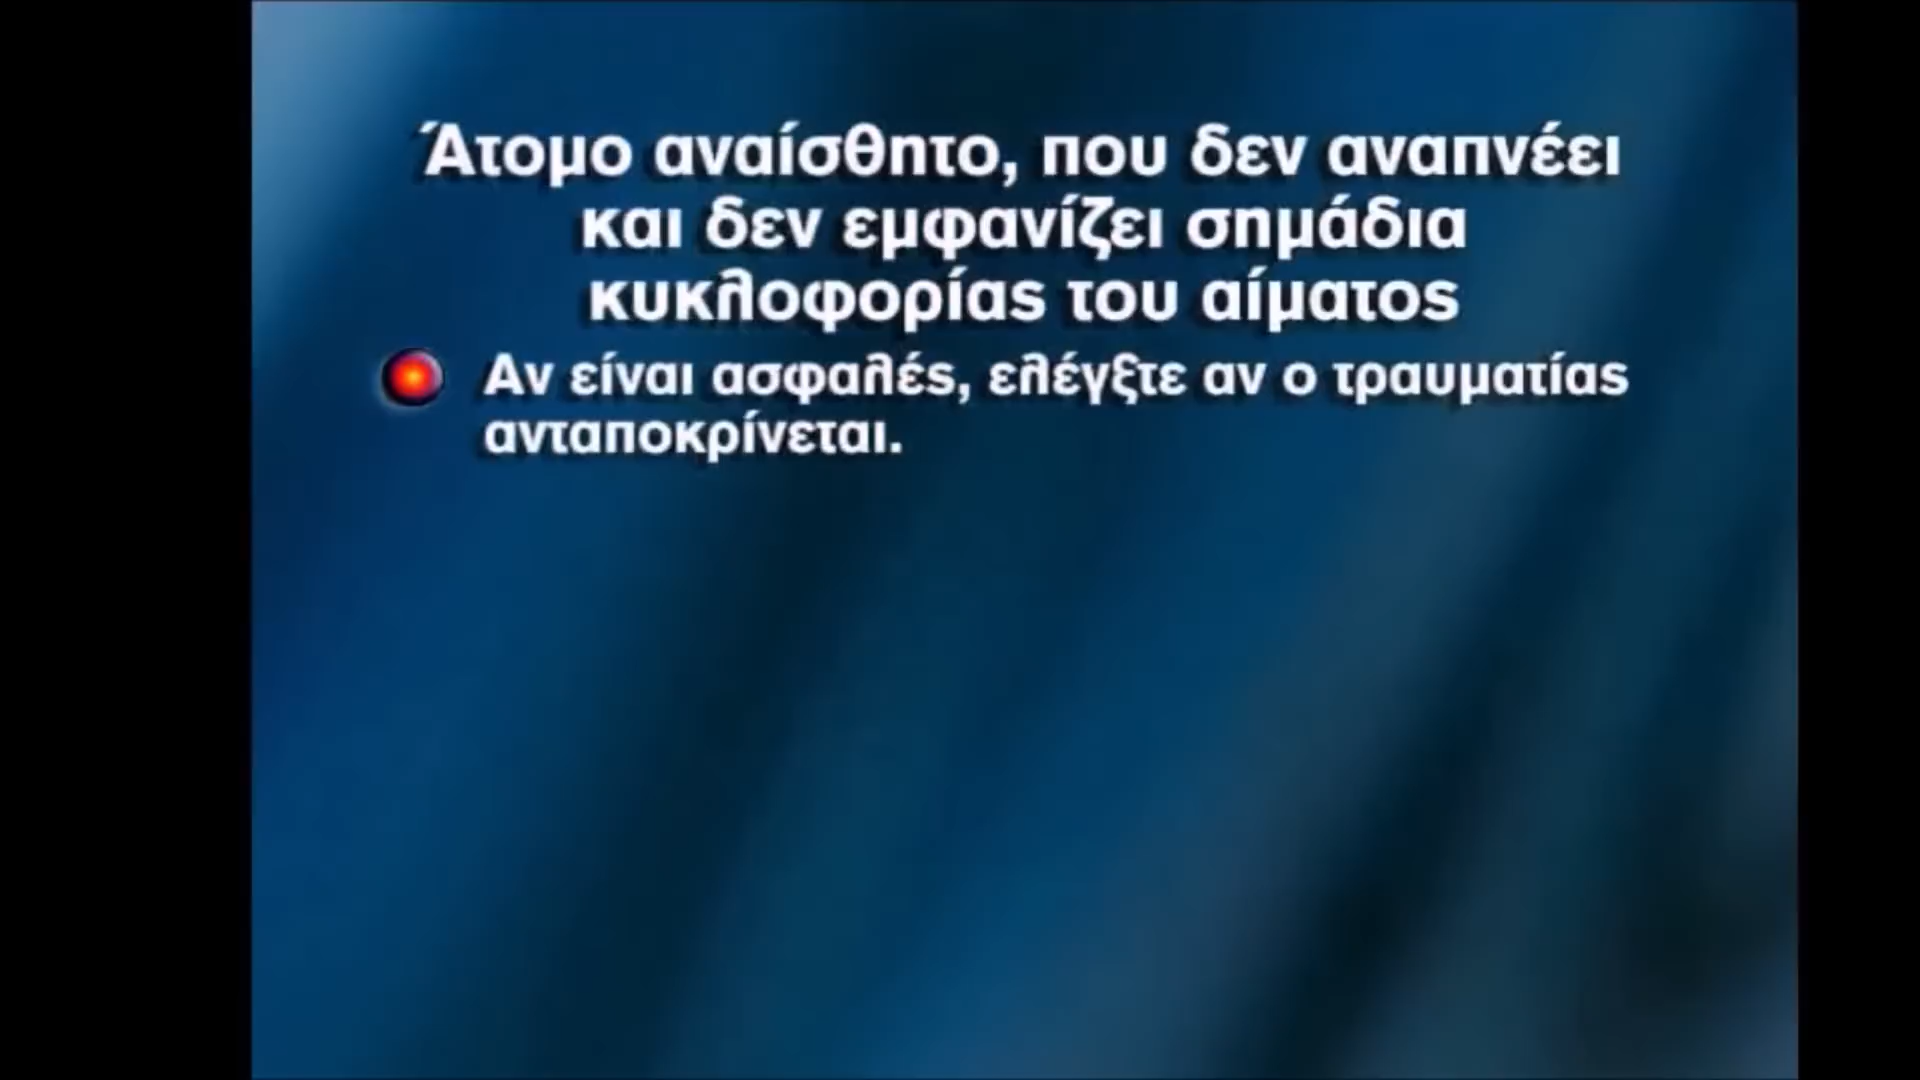 Άτομο αναίσθητο, που δεν αναπνέει
και δεν εμφανίζει σημάδια
κυκλοφορίας του αίματος
Αν είναι ασφαλές, ελέγξτε αν ο τραυματίας
ανταποκρίνεται.